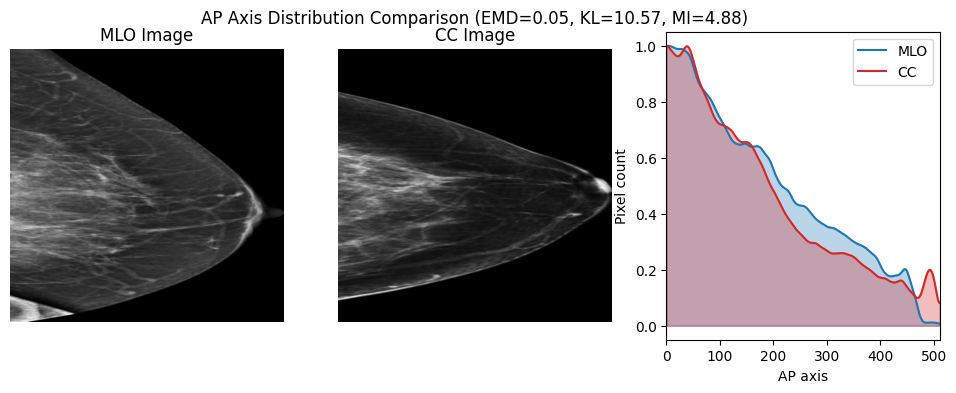 AP Axis Distribution Comparison (EMD=0.05, KL=10.57, MI=4.88)
MLO Image
CC Image
MLO
CC
Pixel count
1.0
0.8
0.6
0.4
0.2
0.0
0 100 200 300 400 500
AP axis